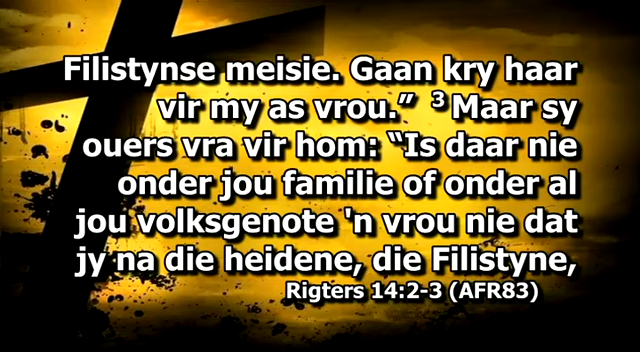 Filistynse meisie. Gaan kry haar
vir my as vrou.” ³ Maar sy
ouers vra vir hom: “Is daar nie
onder jou familie of onder al
jou volksgenote 'n vrou nie dat
jy na die heidene, die Filistyne,
Rigters 14:2-3 (AFR83)